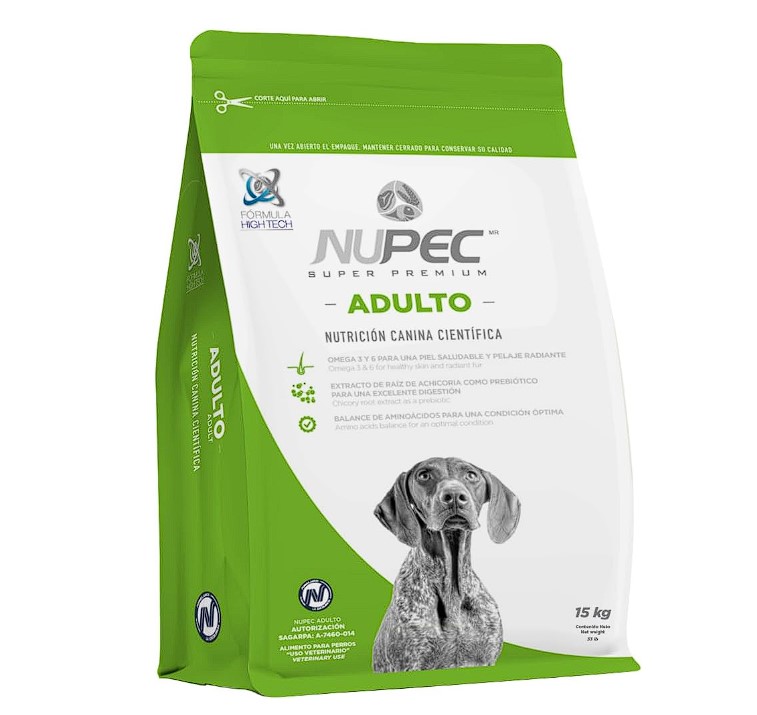 CORTE AQUÍ PARA ABRIR
UNA VEZ ABIERTO EL EMPAQUE, MANTENER CERRADO PARA CONSERVAR SU CALIDAD
FÓRMULA
HIGH TECH
NUPEC MR
SUPER PREMIUM
- ADULTO -
NUTRICIÓN CANINA CIENTÍFICA
OMEGA 3 Y 6 PARA UNA PIEL SALUDABLE Y PELAJE RADIANTE
Omega 3 & 6 for healthy skin and radiant fur
EXTRACTO DE RAÍZ DE ACHICORIA COMO PREBIÓTICO
PARA UNA EXCELENTE DIGESTIÓN
Chicory root extract as a prebiotic
BALANCE DE AMINOÁCIDOS PARA UNA CONDICIÓN ÓPTIMA
Amino acids balance for an optimal condition
ADULTO
ADULT
NUTRICIÓN CANINA CIENTÍFICA
NUPEC ADULTO
AUTORIZACIÓN
SAGARPA: A-7460-014
ALIMENTO PARA PERROS
"USO VETERINARIO"
VETERINARY USE
15 kg
Contenido Neto
Net weight
33 lb